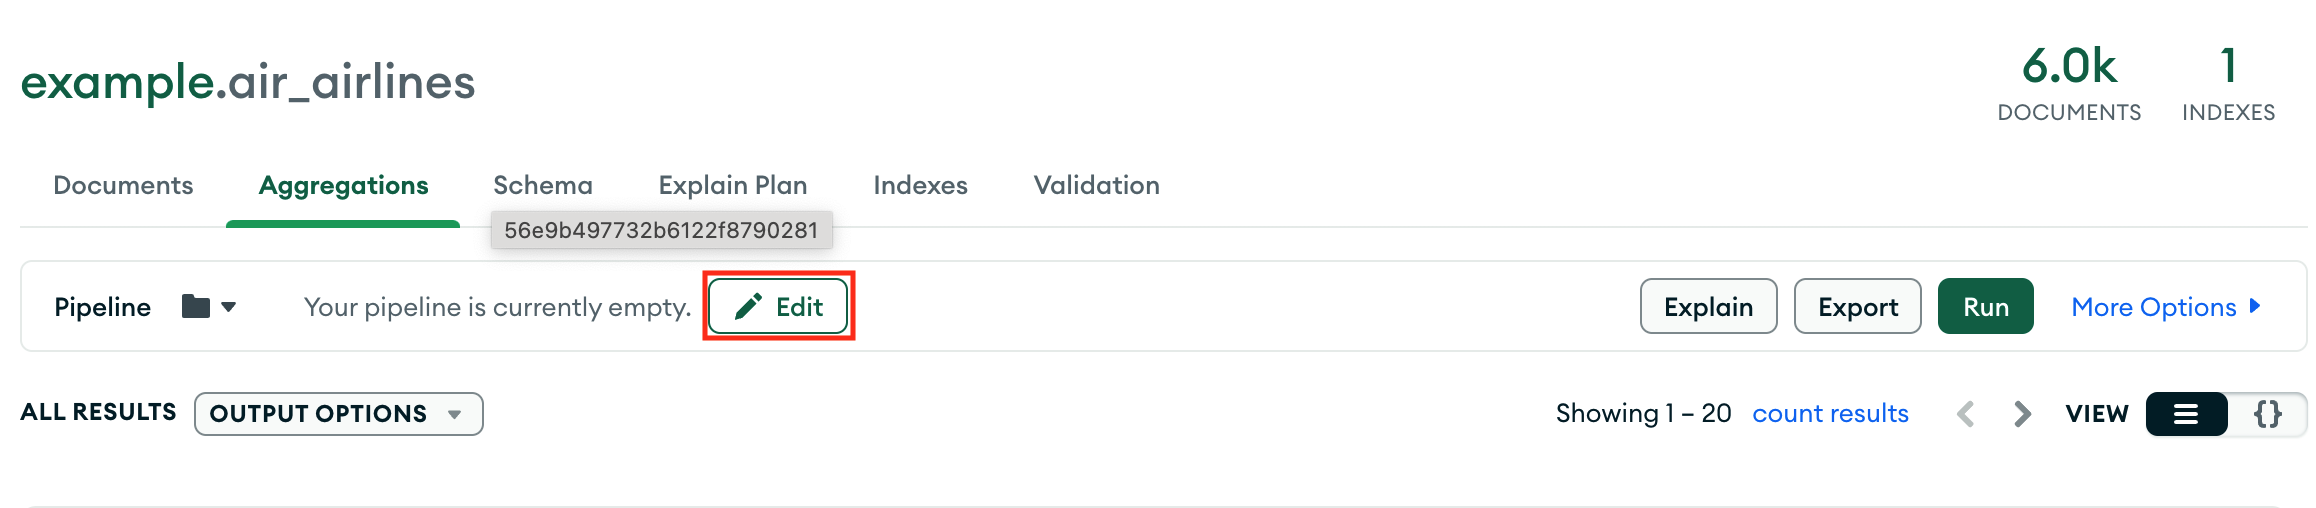 example.air_airlines
6.0k
DOCUMENTS
1
INDEXES
Documents
Aggregations
Schema
Explain Plan
Indexes
Validation
56e9b497732b6122f8790281
Pipeline
Your pipeline is currently empty.
Edit
Explain
Export
Run
More Options
ALL RESULTS
OUTPUT OPTIONS
Showing 1 – 20
count results
VIEW
{}